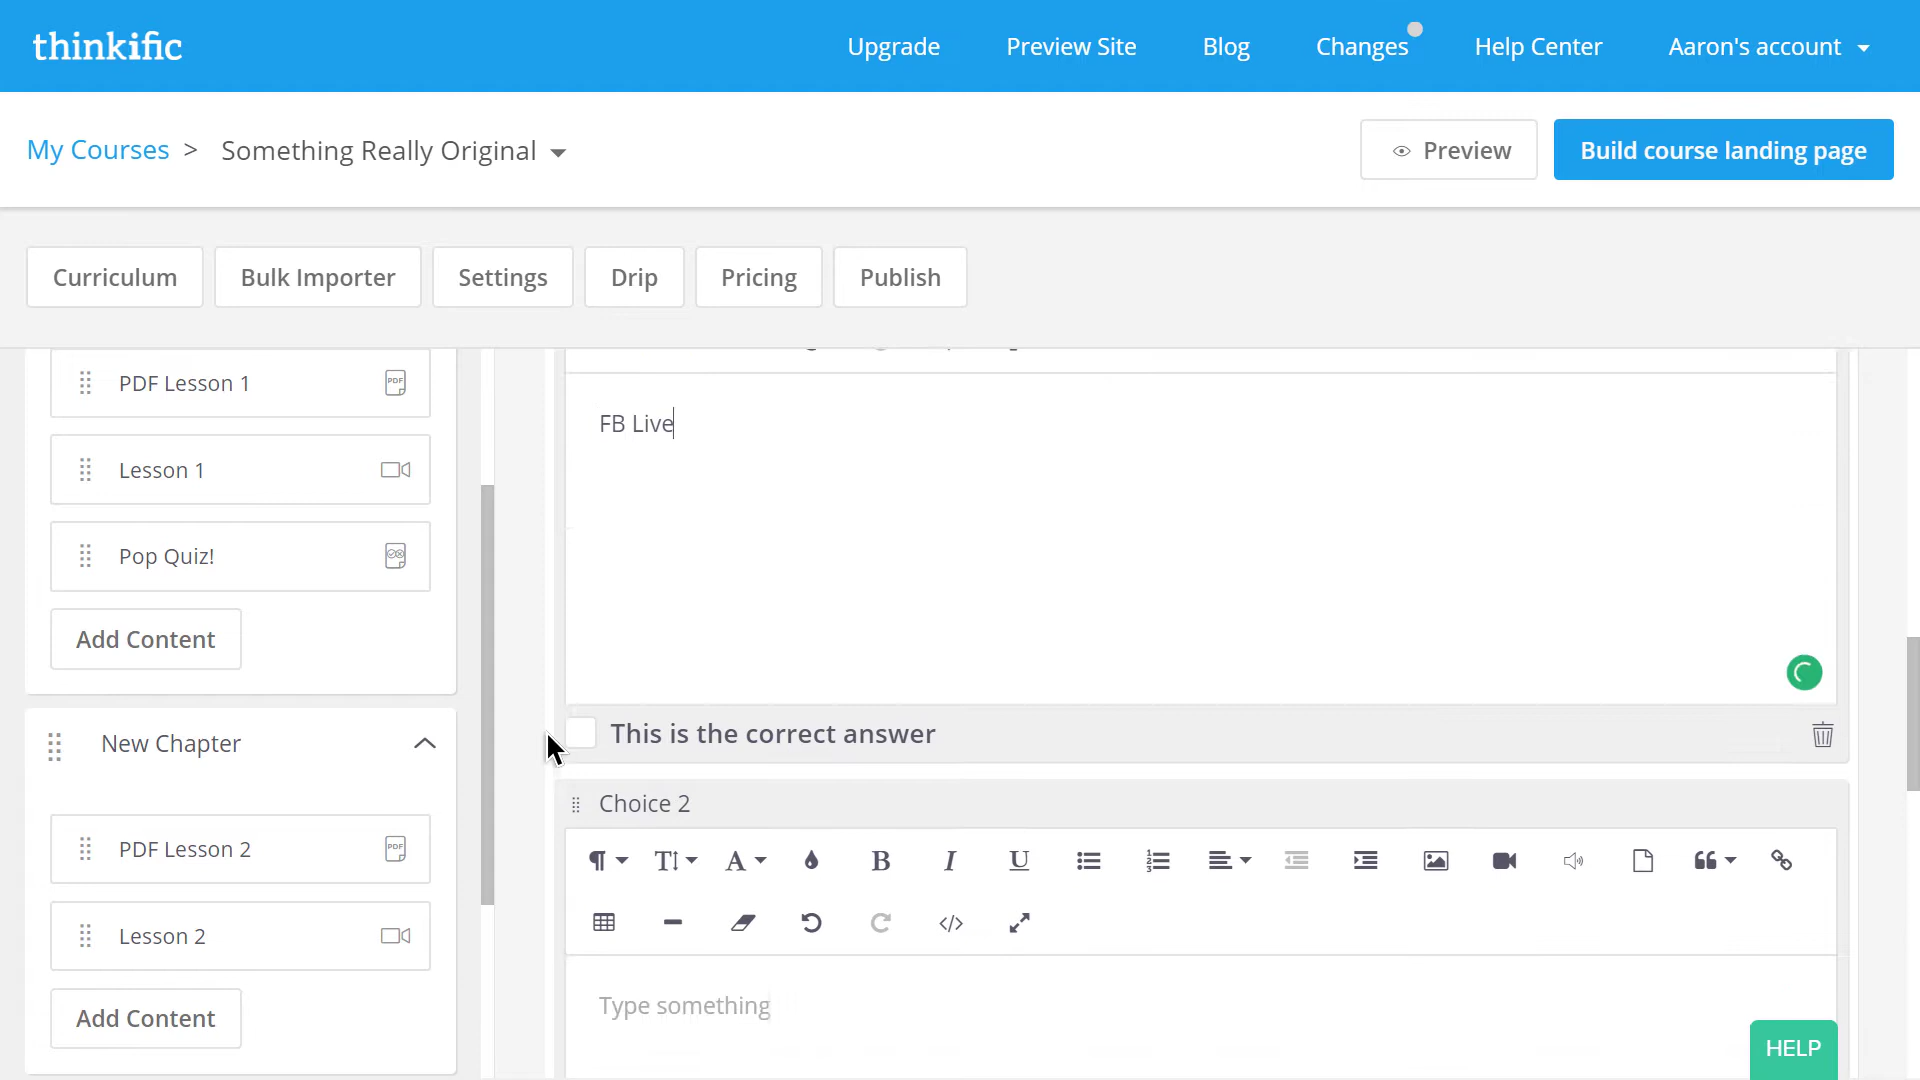 thinkific
Upgrade Preview Site Blog Changes Help Center Aaron's account
My Courses > Something Really Original
Preview
Build course landing page
Curriculum Bulk Importer Settings Drip Pricing Publish
PDF Lesson 1
Lesson 1
Pop Quiz!
Add Content
New Chapter
PDF Lesson 2
Lesson 2
Add Content
FB Live
This is the correct answer
Choice 2
Type something
HELP